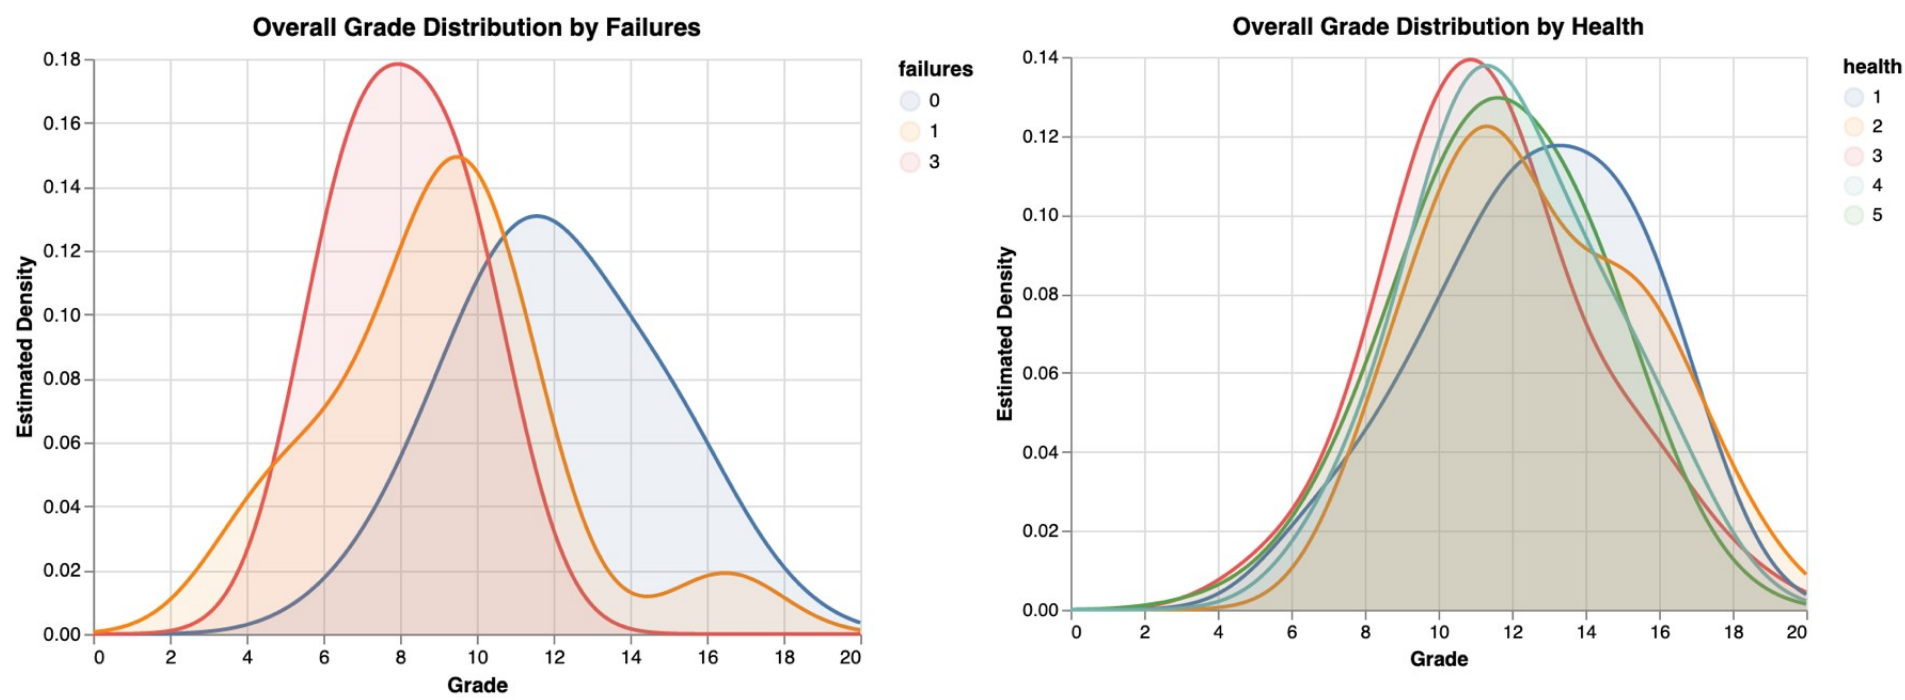 Overall Grade Distribution by Failures
0.18
0.16
0.14
0.12
0.10
0.08
0.06
0.04
0.02
0.00
Estimated Density
0 2 4 6 8 10 12 14 16 18 20
Grade
failures
0
1
3
Overall Grade Distribution by Health
0.14
0.12
0.10
0.08
0.06
0.04
0.02
0.00
Estimated Density
0 2 4 6 8 10 12 14 16 18 20
Grade
health
1
2
3
4
5